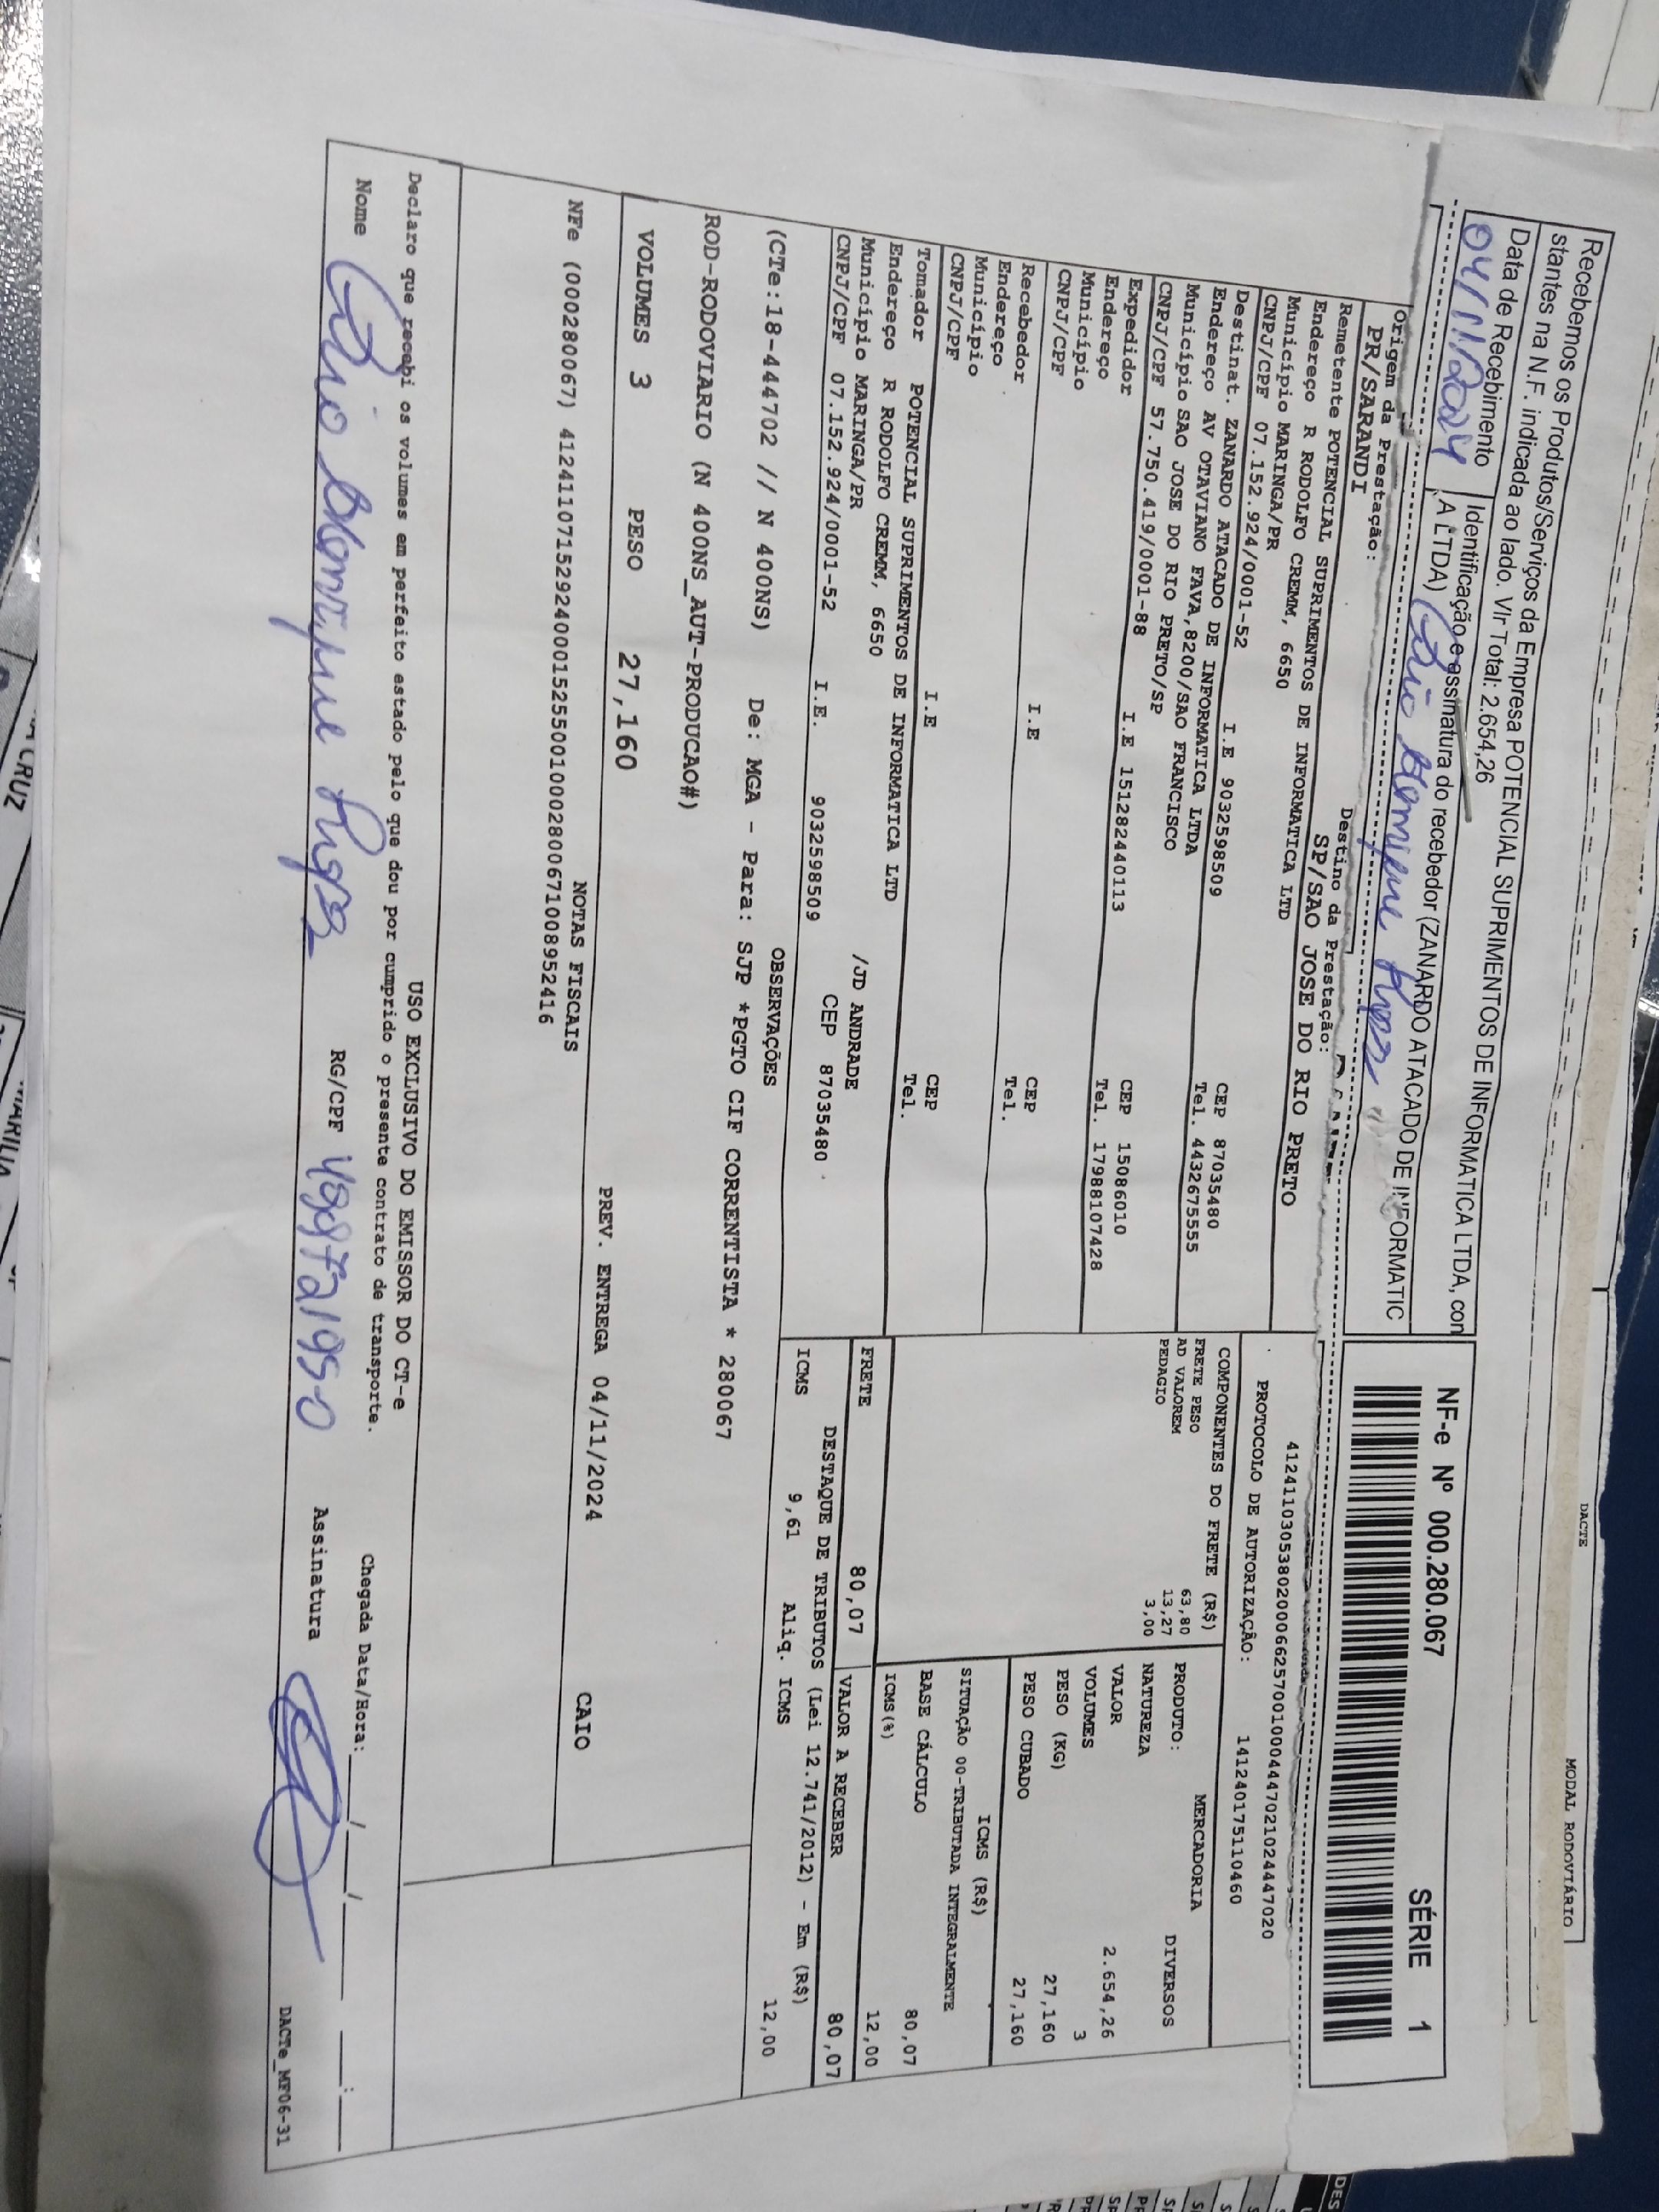 DACTE
MODAL RODOVIÁRIO
Recebemos os Produtos/Serviços da Empresa POTENCIAL SUPRIMENTOS DE INFORMATICA LTDA, con
stantes na N.F. indicada ao lado. Vlr Total: 2.654,26
Data de Recebimento
Identificação e assinatura do recebedor (ZANARDO ATACADO DE INFORMATIC
A LTDA)
04/11/2024
NF-e Nº 000.280.067
SÉRIE 1
Origem da Prestação:
PR/SARANDI
Destino da Prestação:
SP/SAO JOSE DO RIO PRETO
41241103053802000662570010004447021024447020
PROTOCOLO DE AUTORIZAÇÃO: 141240175110460
Remetente POTENCIAL SUPRIMENTOS DE INFORMATICA LTD
Endereço R RODOLFO CREMM, 6650
Município MARINGA/PR CEP 87035480
CNPJ/CPF 07.152.924/0001-52 I.E 9032598509 Tel. 4432675555
Destinat. ZANARDO ATACADO DE INFORMATICA LTDA
Endereço AV OTAVIANO FAVA,8200/SAO FRANCISCO
Município SAO JOSE DO RIO PRETO/SP CEP 15086010
CNPJ/CPF 57.750.419/0001-88 I.E 151282440113 Tel. 17988107428
Expedidor
Endereço
Município CEP
CNPJ/CPF I.E Tel.
Recebedor
Endereço
Município CEP
CNPJ/CPF I.E Tel.
Tomador POTENCIAL SUPRIMENTOS DE INFORMATICA LTD
Endereço R RODOLFO CREMM, 6650 /JD ANDRADE
Município MARINGA/PR CEP 87035480
CNPJ/CPF 07.152.924/0001-52 I.E. 9032598509
COMPONENTES DO FRETE (R$)
FRETE PESO 63,80
AD VALOREM 13,27
PEDAGIO 3,00
MERCADORIA
PRODUTO: DIVERSOS
NATUREZA
VALOR 2.654,26
VOLUMES 3
PESO (KG) 27,160
PESO CUBADO 27,160
ICMS (R$)
SITUAÇÃO 00-TRIBUTADA INTEGRALMENTE
BASE CÁLCULO 80,07
ICMS(%) 12,00
FRETE 80,07
VALOR A RECEBER 80,07
DESTAQUE DE TRIBUTOS (Lei 12.741/2012) - Em (R$)
ICMS 9,61 Aliq. ICMS 12,00
OBSERVAÇÕES
(CTe:18-444702 // N 400NS) De: MGA - Para: SJP *PGTO CIF CORRENTISTA * 280067
ROD-RODOVIARIO (N 400NS_AUT-PRODUCAO#)
VOLUMES 3 PESO 27,160 PREV. ENTREGA 04/11/2024 CAIO
NOTAS FISCAIS
NFe (000280067) 41241107152924000152550010002800671008952416
USO EXCLUSIVO DO EMISSOR DO CT-e
Declaro que recebi os volumes em perfeito estado pelo que dou por cumprido o presente contrato de transporte.
Chegada Data/Hora: __/__/__ __:__
Nome RG/CPF Assinatura
DACTe_MF06-31